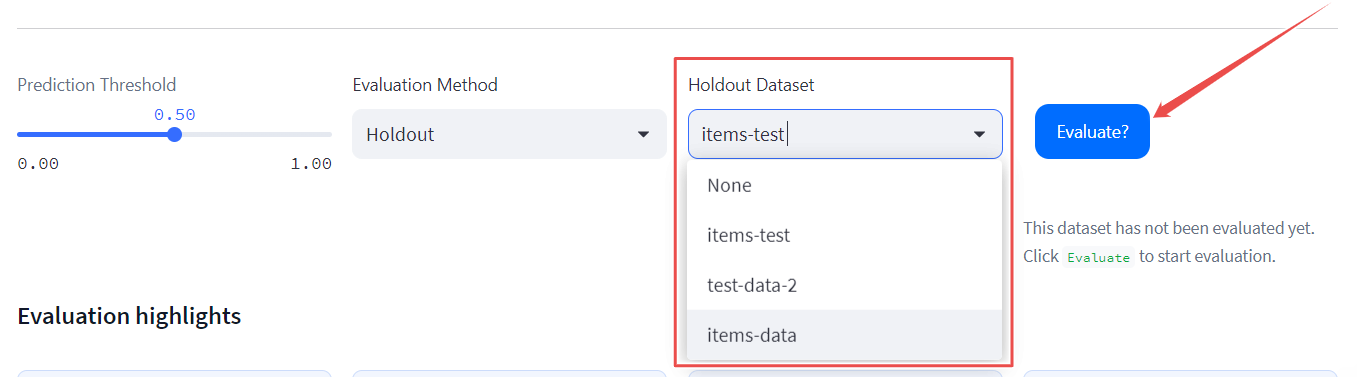 Prediction Threshold
0.50
0.00 1.00
Evaluation Method
Holdout
Holdout Dataset
items-test
None
items-test
test-data-2
items-data
Evaluate?
This dataset has not been evaluated yet.
Click Evaluate to start evaluation.
Evaluation highlights